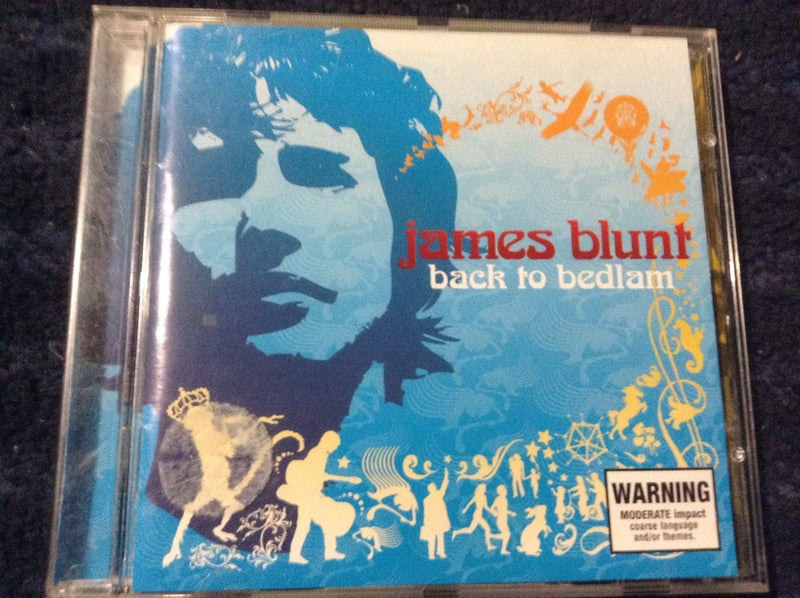 james blunt
back to bedlam
WARNING
MODERATE impact
coarse language
and/or themes.